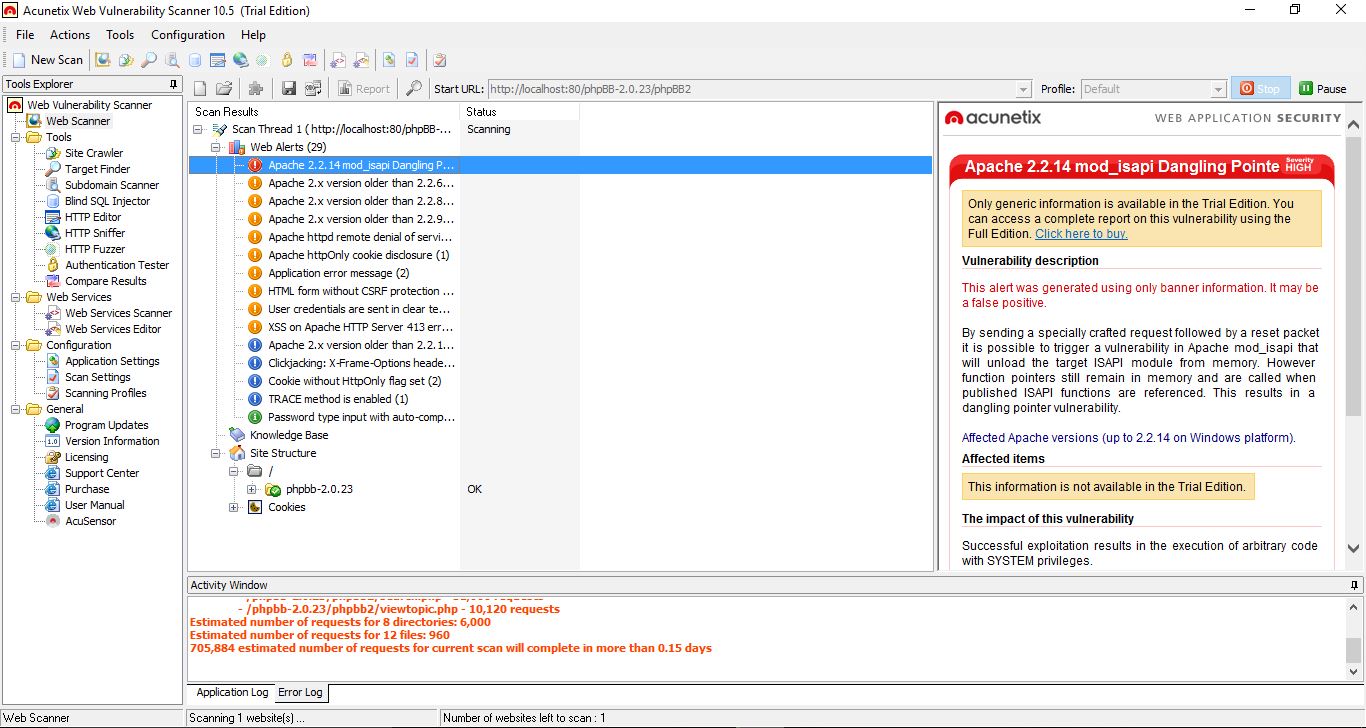 Acunetix Web Vulnerability Scanner 10.5 (Trial Edition)
File Actions Tools Configuration Help
New Scan
Tools Explorer
Web Vulnerability Scanner
Web Scanner
Tools
Site Crawler
Target Finder
Subdomain Scanner
Blind SQL Injector
HTTP Editor
HTTP Sniffer
HTTP Fuzzer
Authentication Tester
Compare Results
Web Services
Web Services Scanner
Web Services Editor
Configuration
Application Settings
Scan Settings
Scanning Profiles
General
Program Updates
1.0 Version Information
Licensing
Support Center
Purchase
User Manual
AcuSensor
Report Start URL: http://localhost:80/phpBB-2.0.23/phpBB2 Profile: Default Stop Pause
Scan Results Status
Scan Thread 1 ( http://localhost:80/phpBB-... Scanning
Web Alerts (29)
Apache 2.2.14 mod_isapi Dangling P...
Apache 2.x version older than 2.2.6...
Apache 2.x version older than 2.2.8...
Apache 2.x version older than 2.2.9...
Apache httpd remote denial of servi...
Apache httpOnly cookie disclosure (1)
Application error message (2)
HTML form without CSRF protection ...
User credentials are sent in clear te...
XSS on Apache HTTP Server 413 err...
Apache 2.x version older than 2.2.1...
Clickjacking: X-Frame-Options heade...
Cookie without HttpOnly flag set (2)
TRACE method is enabled (1)
Password type input with auto-comp...
Knowledge Base
Site Structure
/
phpbb-2.0.23 OK
Cookies
acunetix WEB APPLICATION SECURITY
Apache 2.2.14 mod_isapi Dangling Pointe Severity HIGH
Only generic information is available in the Trial Edition. You
can access a complete report on this vulnerability using the
Full Edition. Click here to buy.
Vulnerability description
This alert was generated using only banner information. It may be
a false positive.
By sending a specially crafted request followed by a reset packet
it is possible to trigger a vulnerability in Apache mod_isapi that
will unload the target ISAPI module from memory. However
function pointers still remain in memory and are called when
published ISAPI functions are referenced. This results in a
dangling pointer vulnerability.
Affected Apache versions (up to 2.2.14 on Windows platform).
Affected items
This information is not available in the Trial Edition.
The impact of this vulnerability
Successful exploitation results in the execution of arbitrary code
with SYSTEM privileges.
Activity Window
- /phpbb-2.0.23/phpbb2/viewtopic.php - 10,120 requests
Estimated number of requests for 8 directories: 6,000
Estimated number of requests for 12 files: 960
705,884 estimated number of requests for current scan will complete in more than 0.15 days
Application Log Error Log
Web Scanner Scanning 1 website(s) ... Number of websites left to scan : 1